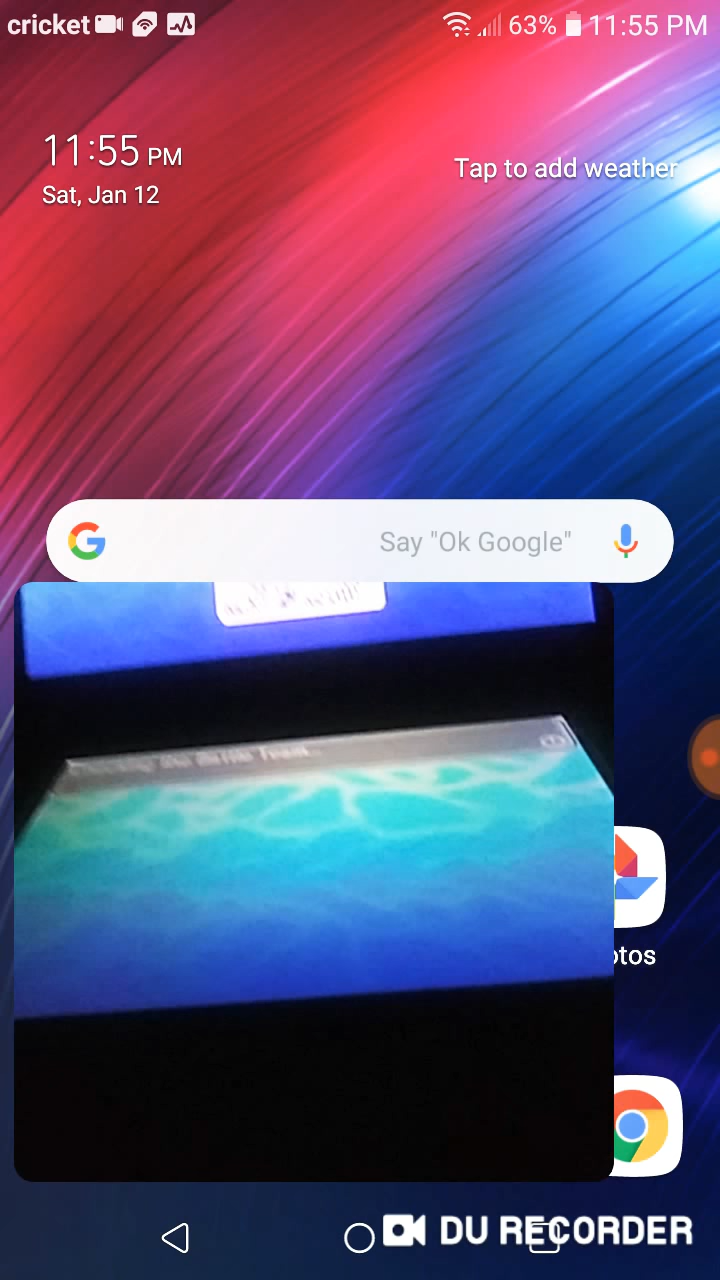 cricket 63% 11:55 PM
11:55 PM
Sat, Jan 12
Tap to add weather
Say "Ok Google"
otos
DU RECORDER